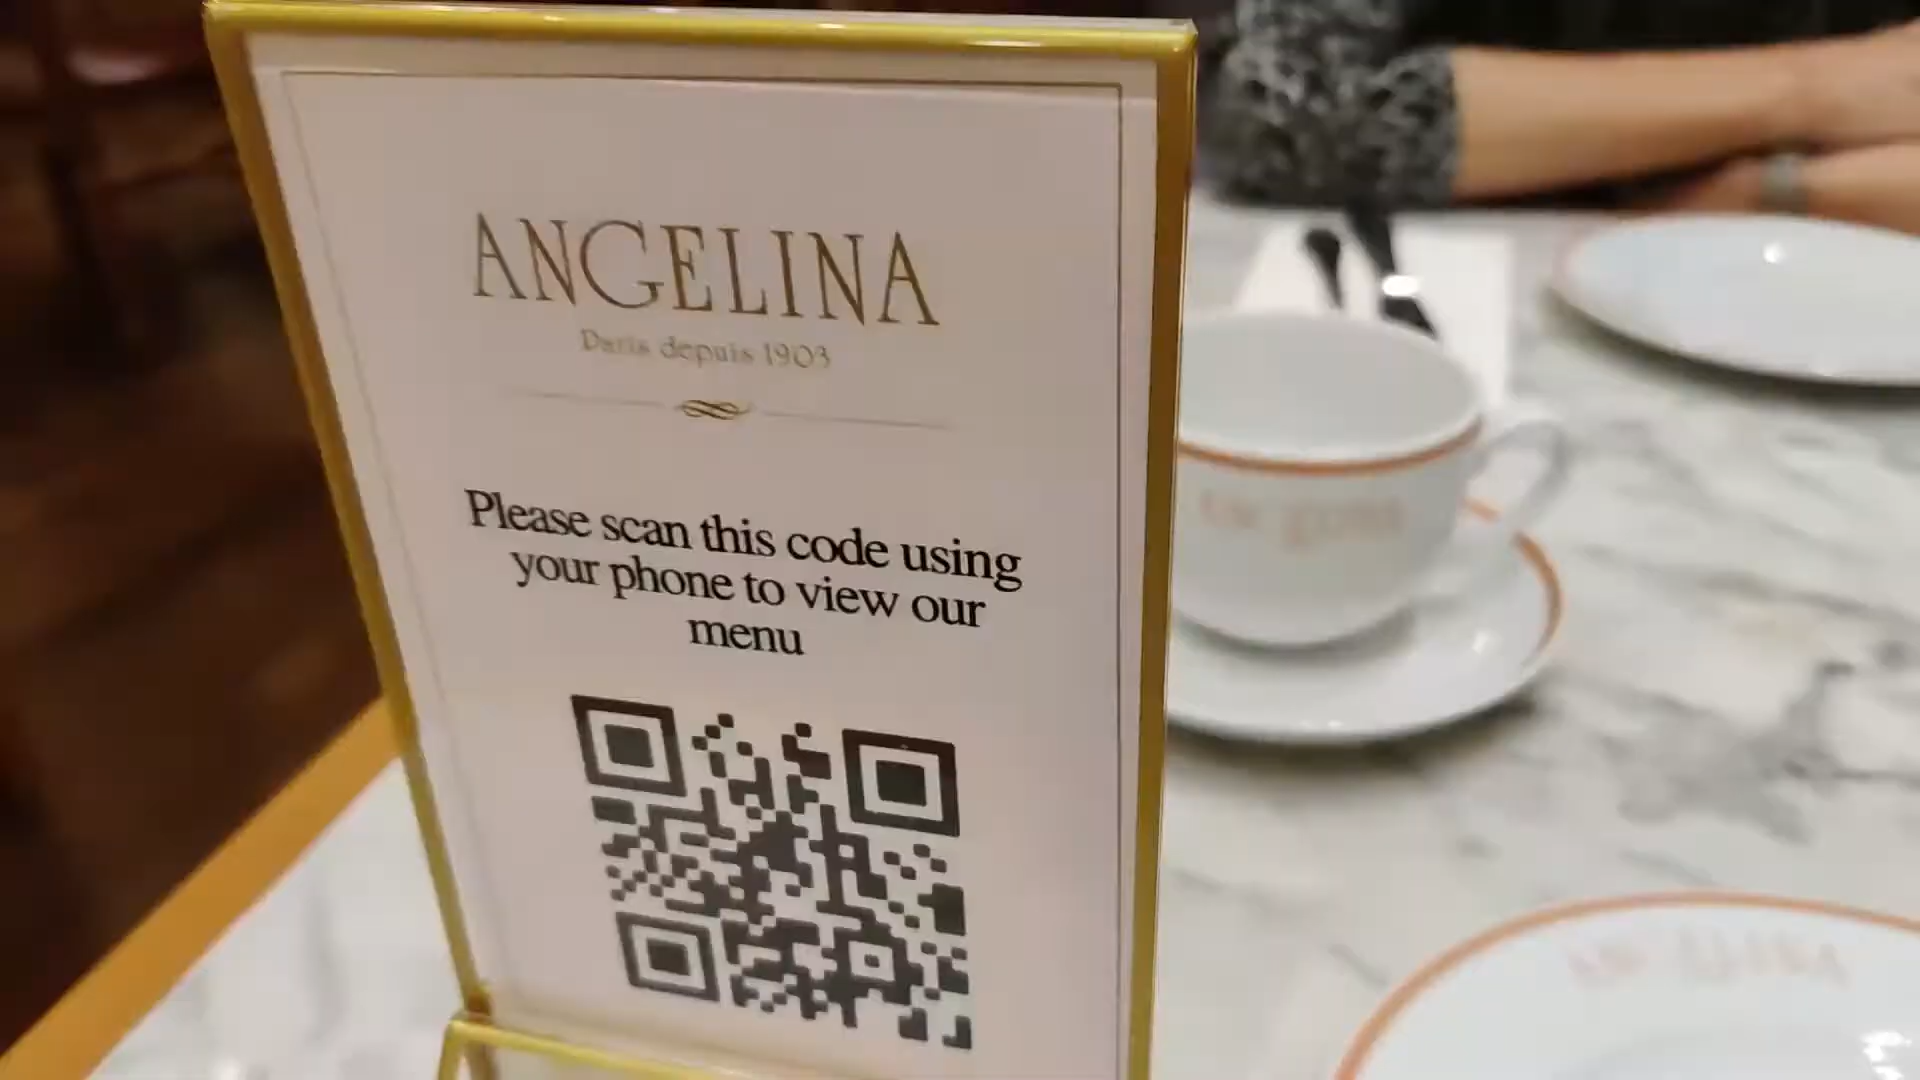 ANGELINA
Paris depuis 1903
Please scan this code using
your phone to view our
menu